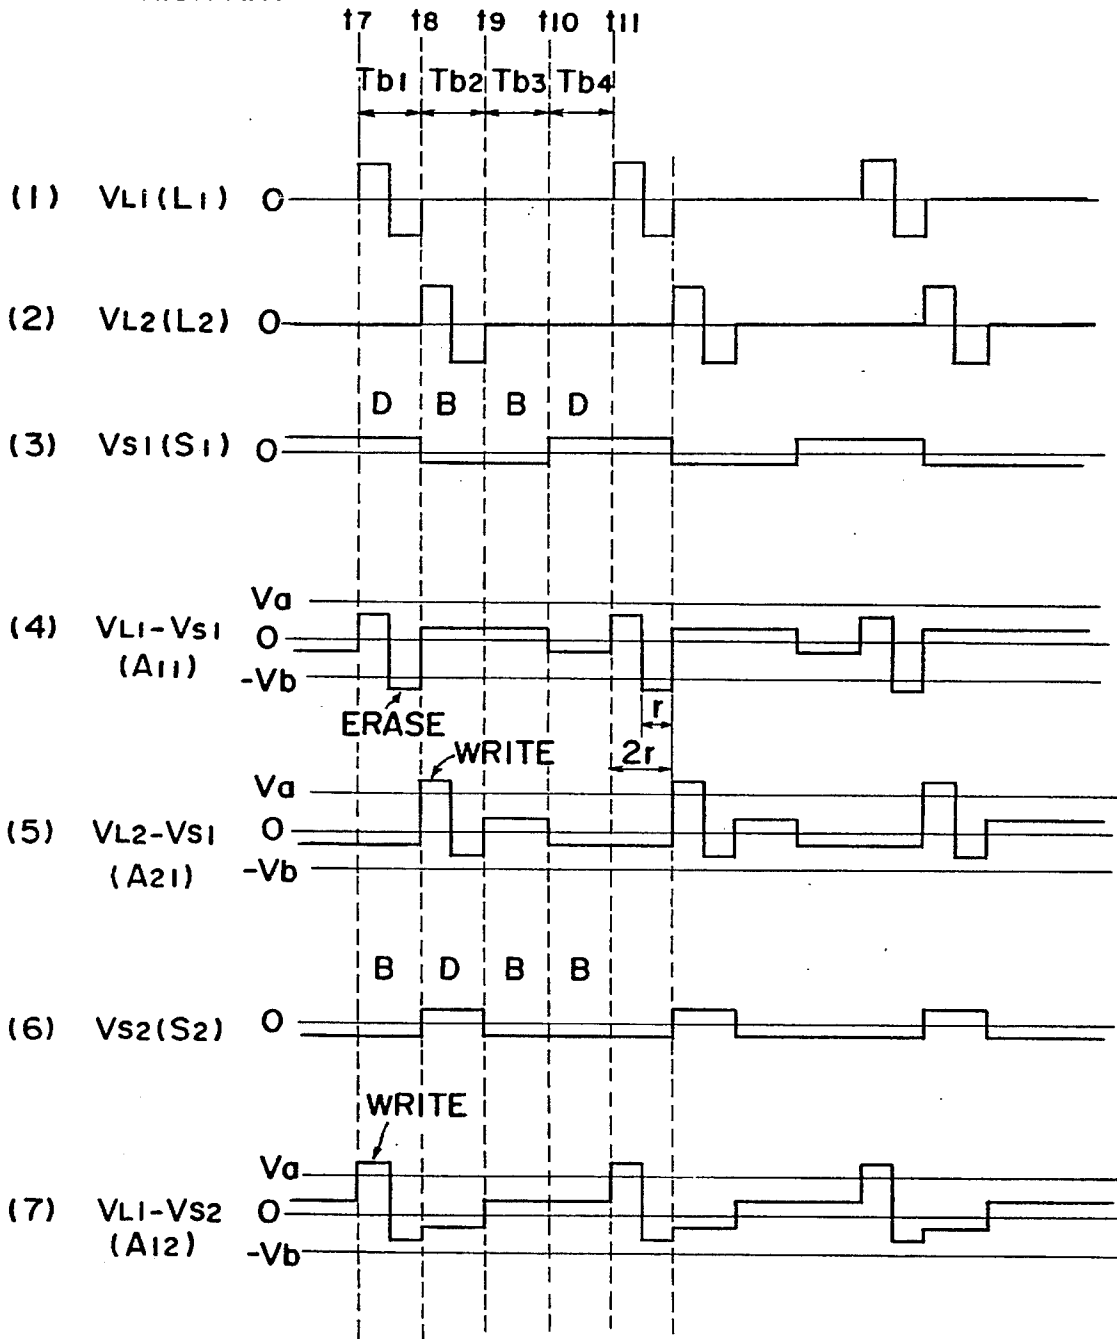 t7 t8 t9 t10 t11
Tb1 Tb2 Tb3 Tb4
(1) VL1(L1) 0
(2) VL2(L2) 0
D B B D
(3) VS1(S1) 0
Va
(4) VL1-VS1 0
(A11)
-Vb
ERASE
r
WRITE
2r
Va
(5) VL2-VS1 0
(A21)
-Vb
B D B B
(6) VS2(S2) 0
WRITE
Va
(7) VL1-VS2 0
(A12)
-Vb